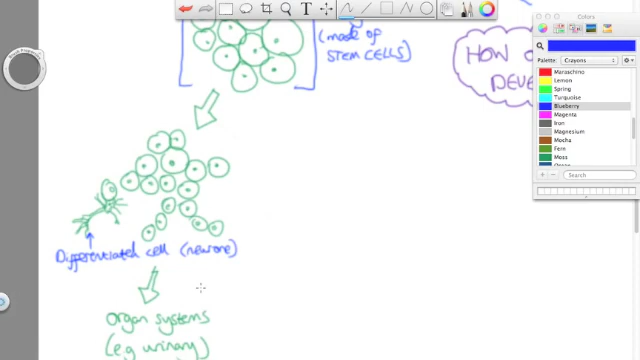 (made of
STEM CELLS)
HOW
DEVE
Differentiated cell (neurone)
Organ systems
(e.g urinary
Colors
Palette: Crayons
Maraschino
Lemon
Spring
Turquoise
Blueberry
Magenta
Iron
Magnesium
Mocha
Fern
Moss
Ocean
Search